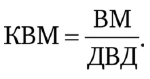 КВМ = ВМ / ДВД.